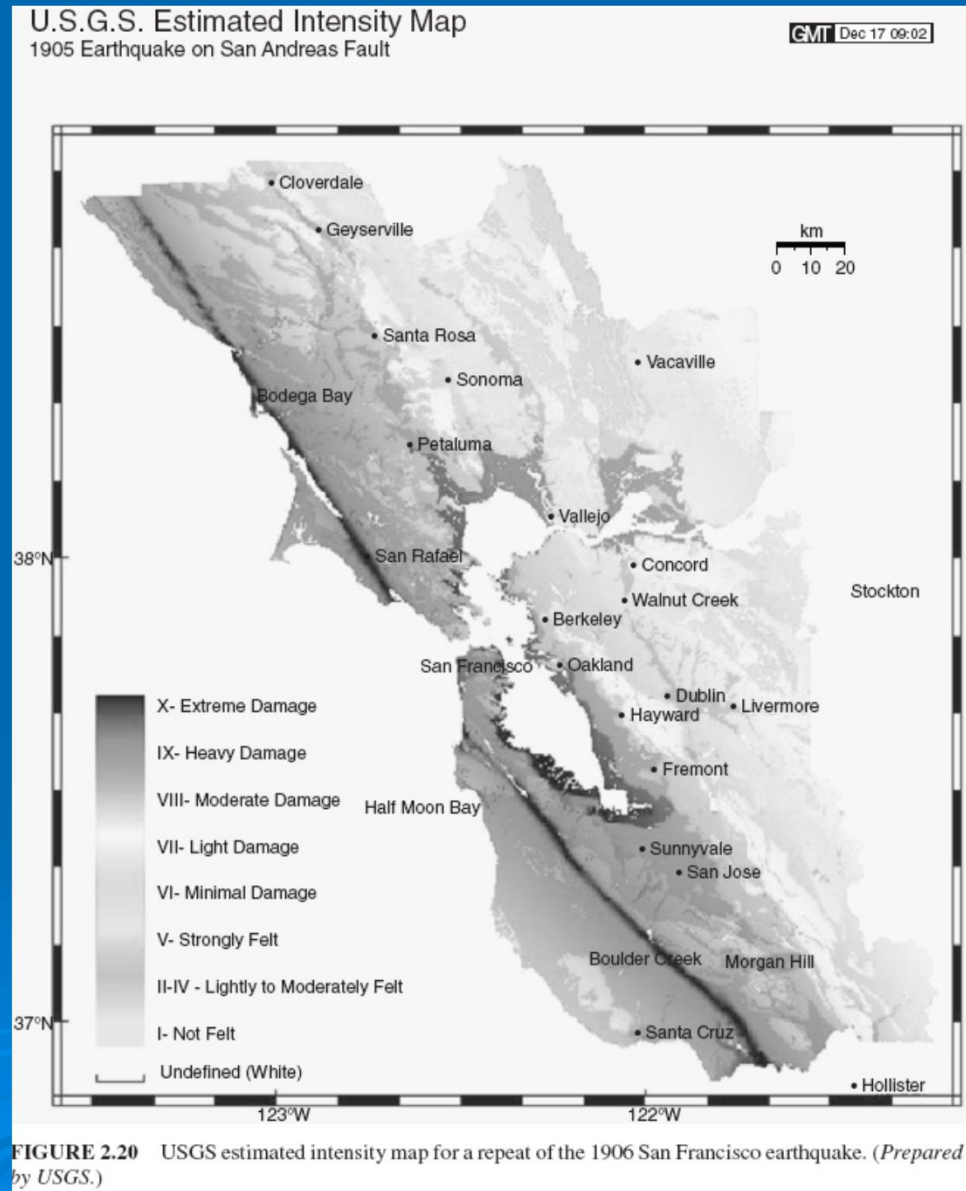 U.S.G.S. Estimated Intensity Map
1905 Earthquake on San Andreas Fault
GMT Dec 17 09:02
Cloverdale
Geyserville
km
0 10 20
Santa Rosa
Vacaville
Sonoma
Bodega Bay
Petaluma
Vallejo
38°N
San Rafael
Concord
Stockton
Walnut Creek
Berkeley
San Francisco
Oakland
Dublin
Livermore
Hayward
X- Extreme Damage
IX- Heavy Damage
Fremont
VIII- Moderate Damage
Half Moon Bay
VII- Light Damage
Sunnyvale
San Jose
VI- Minimal Damage
V- Strongly Felt
Boulder Creek
Morgan Hill
II-IV - Lightly to Moderately Felt
37°N
I- Not Felt
Santa Cruz
Undefined (White)
Hollister
123°W
122°W
FIGURE 2.20 USGS estimated intensity map for a repeat of the 1906 San Francisco earthquake. (Prepared
by USGS.)